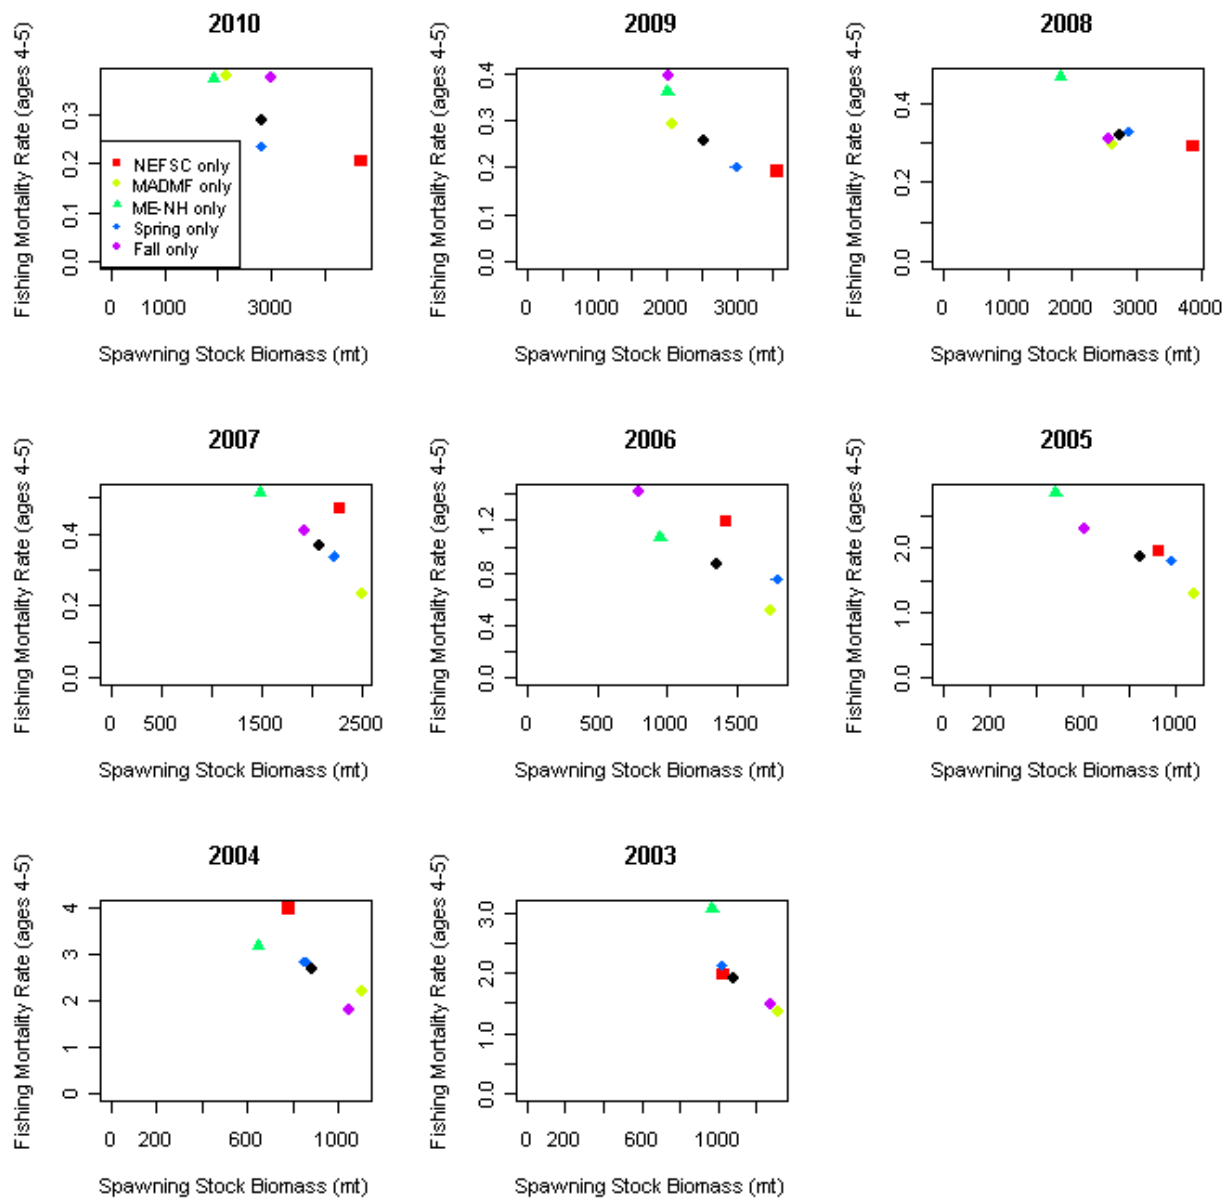 2010
Fishing Mortality Rate (ages 4-5)
0.0 0.1 0.2 0.3
NEFSC only
MADMF only
ME-NH only
Spring only
Fall only
0 1000 3000
Spawning Stock Biomass (mt)
2009
Fishing Mortality Rate (ages 4-5)
0.0 0.1 0.2 0.3 0.4
0 1000 2000 3000
Spawning Stock Biomass (mt)
2008
Fishing Mortality Rate (ages 4-5)
0.0 0.2 0.4
0 1000 2000 3000 4000
Spawning Stock Biomass (mt)
2007
Fishing Mortality Rate (ages 4-5)
0.0 0.2 0.4
0 500 1500 2500
Spawning Stock Biomass (mt)
2006
Fishing Mortality Rate (ages 4-5)
0.0 0.4 0.8 1.2
0 500 1000 1500
Spawning Stock Biomass (mt)
2005
Fishing Mortality Rate (ages 4-5)
0.0 1.0 2.0
0 200 600 1000
Spawning Stock Biomass (mt)
2004
Fishing Mortality Rate (ages 4-5)
0 1 2 3 4
0 200 600 1000
Spawning Stock Biomass (mt)
2003
Fishing Mortality Rate (ages 4-5)
0.0 1.0 2.0 3.0
0 200 600 1000
Spawning Stock Biomass (mt)